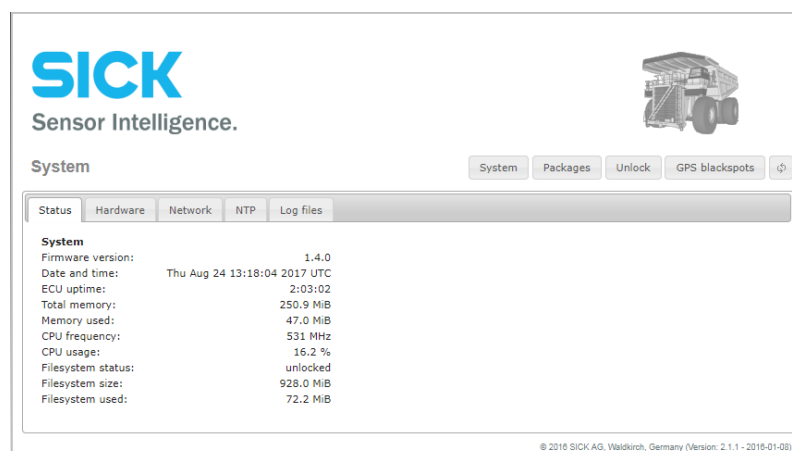 SICK
Sensor Intelligence.
System
System Packages Unlock GPS blackspots
Status Hardware Network NTP Log files
System
Firmware version: 1.4.0
Date and time: Thu Aug 24 13:18:04 2017 UTC
ECU uptime: 2:03:02
Total memory: 250.9 MiB
Memory used: 47.0 MiB
CPU frequency: 531 MHz
CPU usage: 16.2 %
Filesystem status: unlocked
Filesystem size: 928.0 MiB
Filesystem used: 72.2 MiB
© 2016 SICK AG, Waldkirch, Germany (Version: 2.1.1 - 2016-01-08)